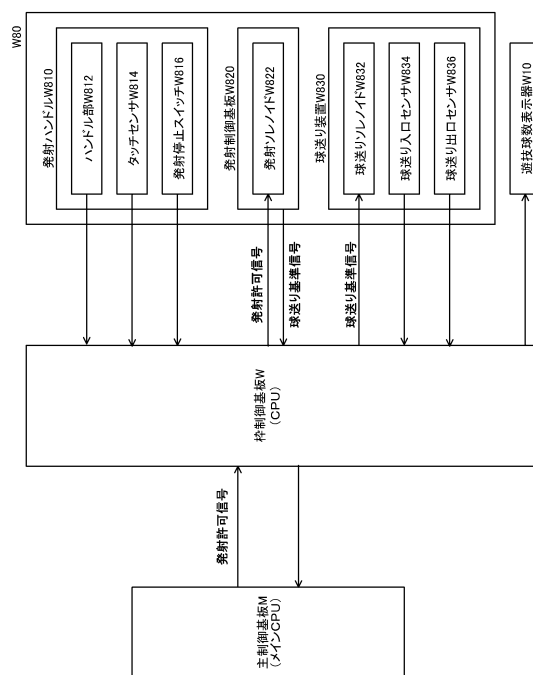 W80
発射ハンドルW810
ハンドル部W812
タッチセンサW814
発射停止スイッチW816
発射制御基板W820
発射ソレノイドW822
球送り装置W830
球送りソレノイドW832
球送り入口センサW834
球送り出口センサW836
遊技球数表示器W10
発射許可信号
球送り基準信号
球送り基準信号
枠制御基板W
(CPU)
発射許可信号
主制御基板M
(メインCPU)